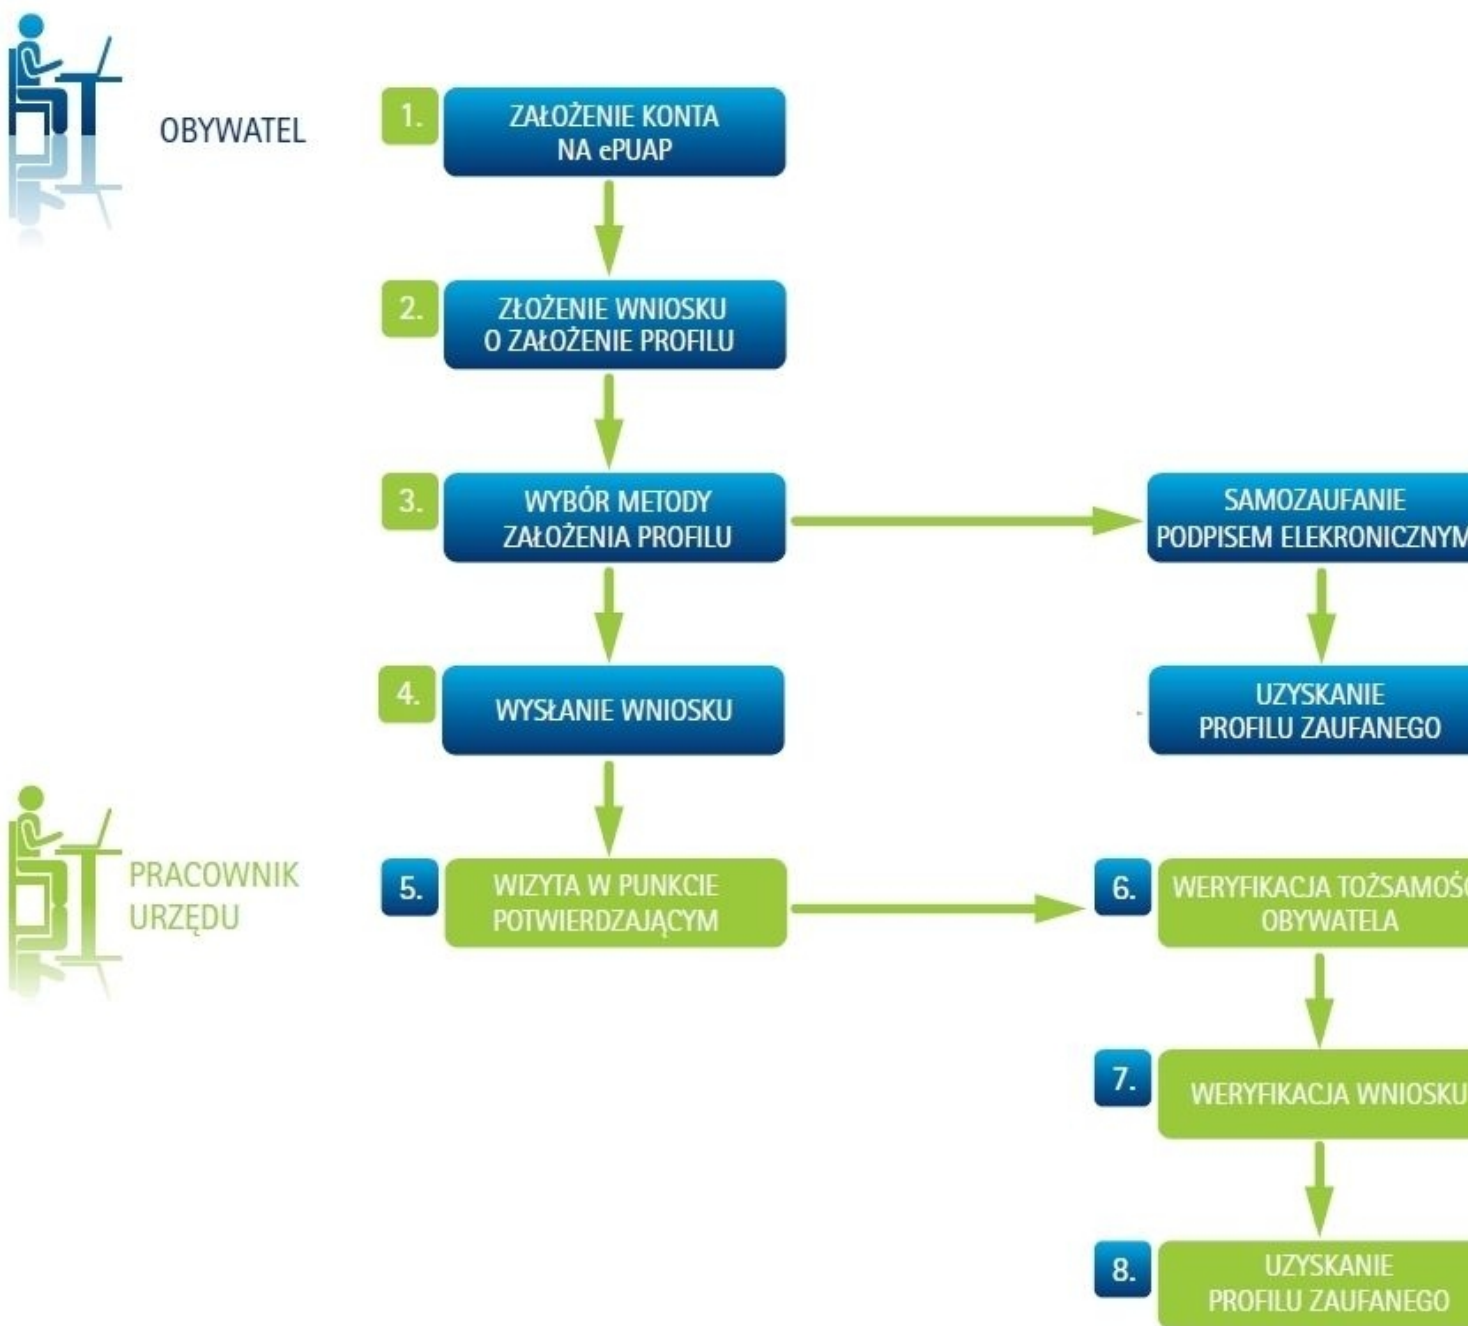 OBYWATEL
1.
ZAŁOŻENIE KONTA
NA ePUAP
2.
ZŁOŻENIE WNIOSKU
O ZAŁOŻENIE PROFILU
3.
WYBÓR METODY
ZAŁOŻENIA PROFILU
SAMOZAUFANIE
PODPISEM ELEKRONICZNYM
4.
WYSŁANIE WNIOSKU
UZYSKANIE
PROFILU ZAUFANEGO
PRACOWNIK
URZĘDU
5.
WIZYTA W PUNKCIE
POTWIERDZAJĄCYM
6.
WERYFIKACJA TOŻSAMOŚC
OBYWATELA
7.
WERYFIKACJA WNIOSKU
8.
UZYSKANIE
PROFILU ZAUFANEGO